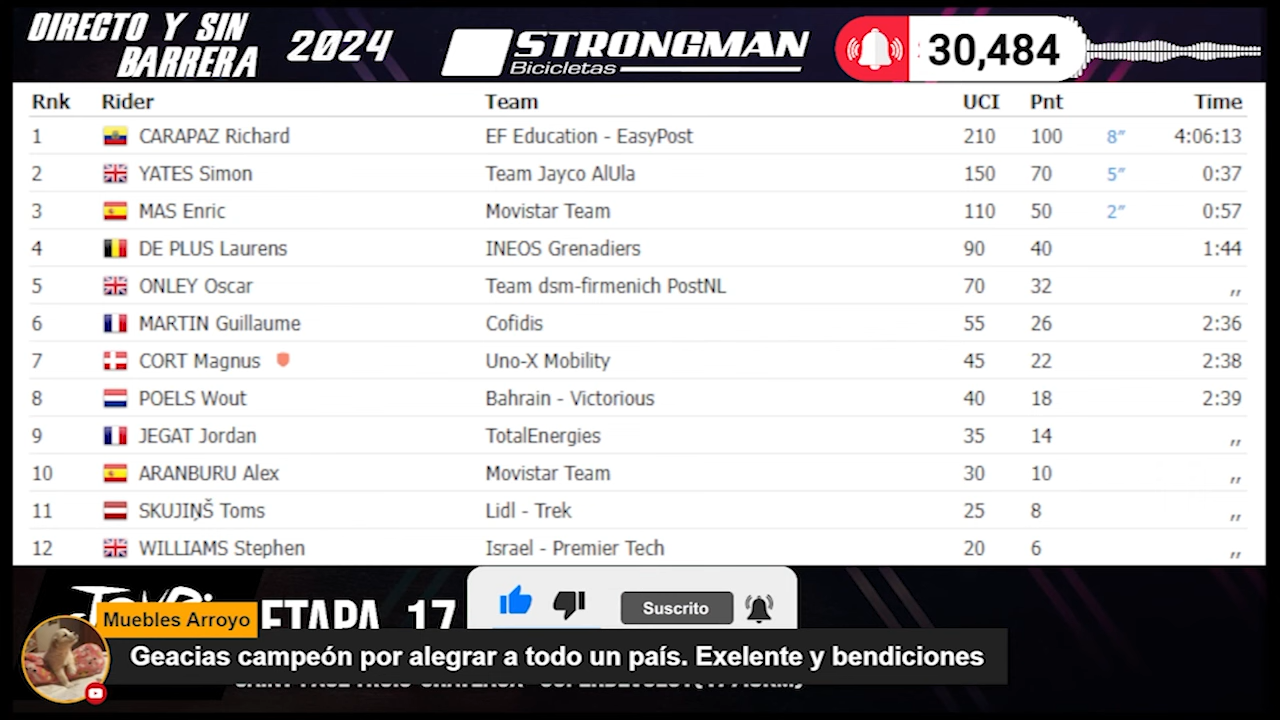 DIRECTO Y SIN BARRERA 2024 STRONGMAN Bicicletas 30,484
Rnk Rider Team UCI Pnt Time
1 CARAPAZ Richard EF Education - EasyPost 210 100 8″ 4:06:13
2 YATES Simon Team Jayco AlUla 150 70 5″ 0:37
3 MAS Enric Movistar Team 110 50 2″ 0:57
4 DE PLUS Laurens INEOS Grenadiers 90 40 1:44
5 ONLEY Oscar Team dsm-firmenich PostNL 70 32 ,,
6 MARTIN Guillaume Cofidis 55 26 2:36
7 CORT Magnus Uno-X Mobility 45 22 2:38
8 POELS Wout Bahrain - Victorious 40 18 2:39
9 JEGAT Jordan TotalEnergies 35 14 ,,
10 ARANBURU Alex Movistar Team 30 10 ,,
11 SKUJIŅŠ Toms Lidl - Trek 25 8 ,,
12 WILLIAMS Stephen Israel - Premier Tech 20 6 ,,
ETAPA 17 Suscrito
Muebles Arroyo
Geacias campeón por alegrar a todo un país. Exelente y bendiciones